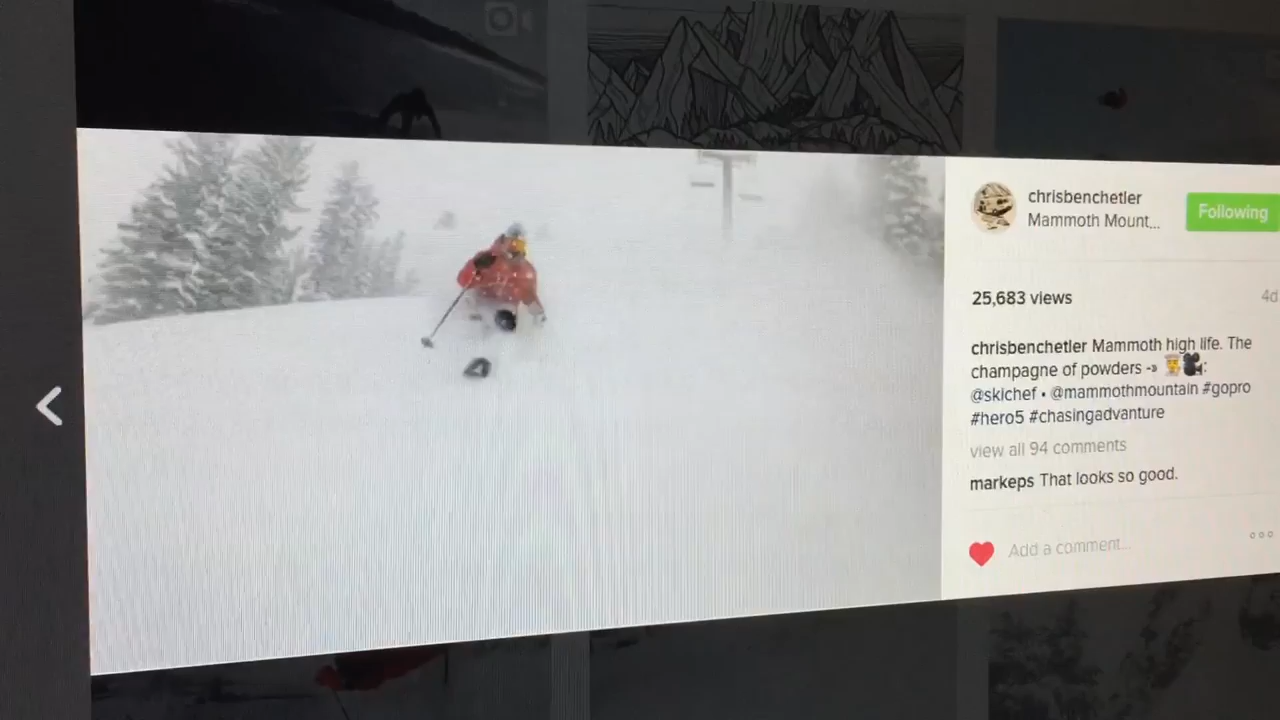 chrisbenchetler
Mammoth Mount...
Following
25,683 views
4d
chrisbenchetler Mammoth high life. The
champagne of powders -»
@skichef • @mammothmountain #gopro
#hero5 #chasingadvanture
view all 94 comments
markeps That looks so good.
Add a comment...